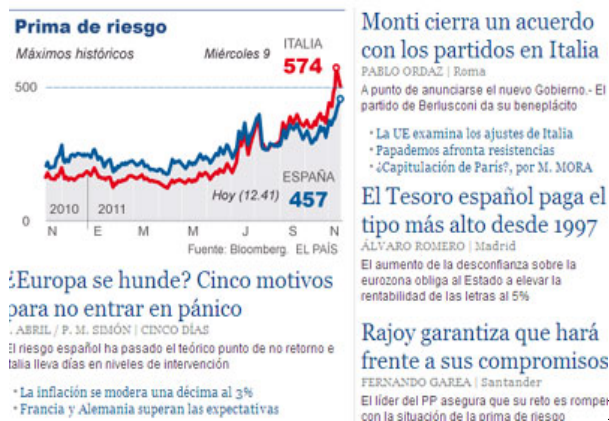 Prima de riesgo
Máximos históricos
Miércoles 9
ITALIA
574
500
ESPAÑA
Hoy (12.41) 457
2010 2011
0
N E M M J S N
Fuente: Bloomberg. EL PAÍS
¿Europa se hunde? Cinco motivos
para no entrar en pánico
. ABRIL / P. M. SIMÓN | CINCO DÍAS
El riesgo español ha pasado el teórico punto de no retorno e
Italia lleva días en niveles de intervención
La inflación se modera una décima al 3%
Francia y Alemania superan las expectativas
Monti cierra un acuerdo
con los partidos en Italia
PABLO ORDAZ | Roma
A punto de anunciarse el nuevo Gobierno.- El
partido de Berlusconi da su beneplácito
La UE examina los ajustes de Italia
Papademos afronta resistencias
¿Capitulación de París?, por M. MORA
El Tesoro español paga el
tipo más alto desde 1997
ÁLVARO ROMERO | Madrid
El aumento de la desconfianza sobre la
eurozona obliga al Estado a elevar la
rentabilidad de las letras al 5%
Rajoy garantiza que hará
frente a sus compromisos
FERNANDO GAREA | Santander
El líder del PP asegura que su reto es romper
con la situación de la prima de riesgo